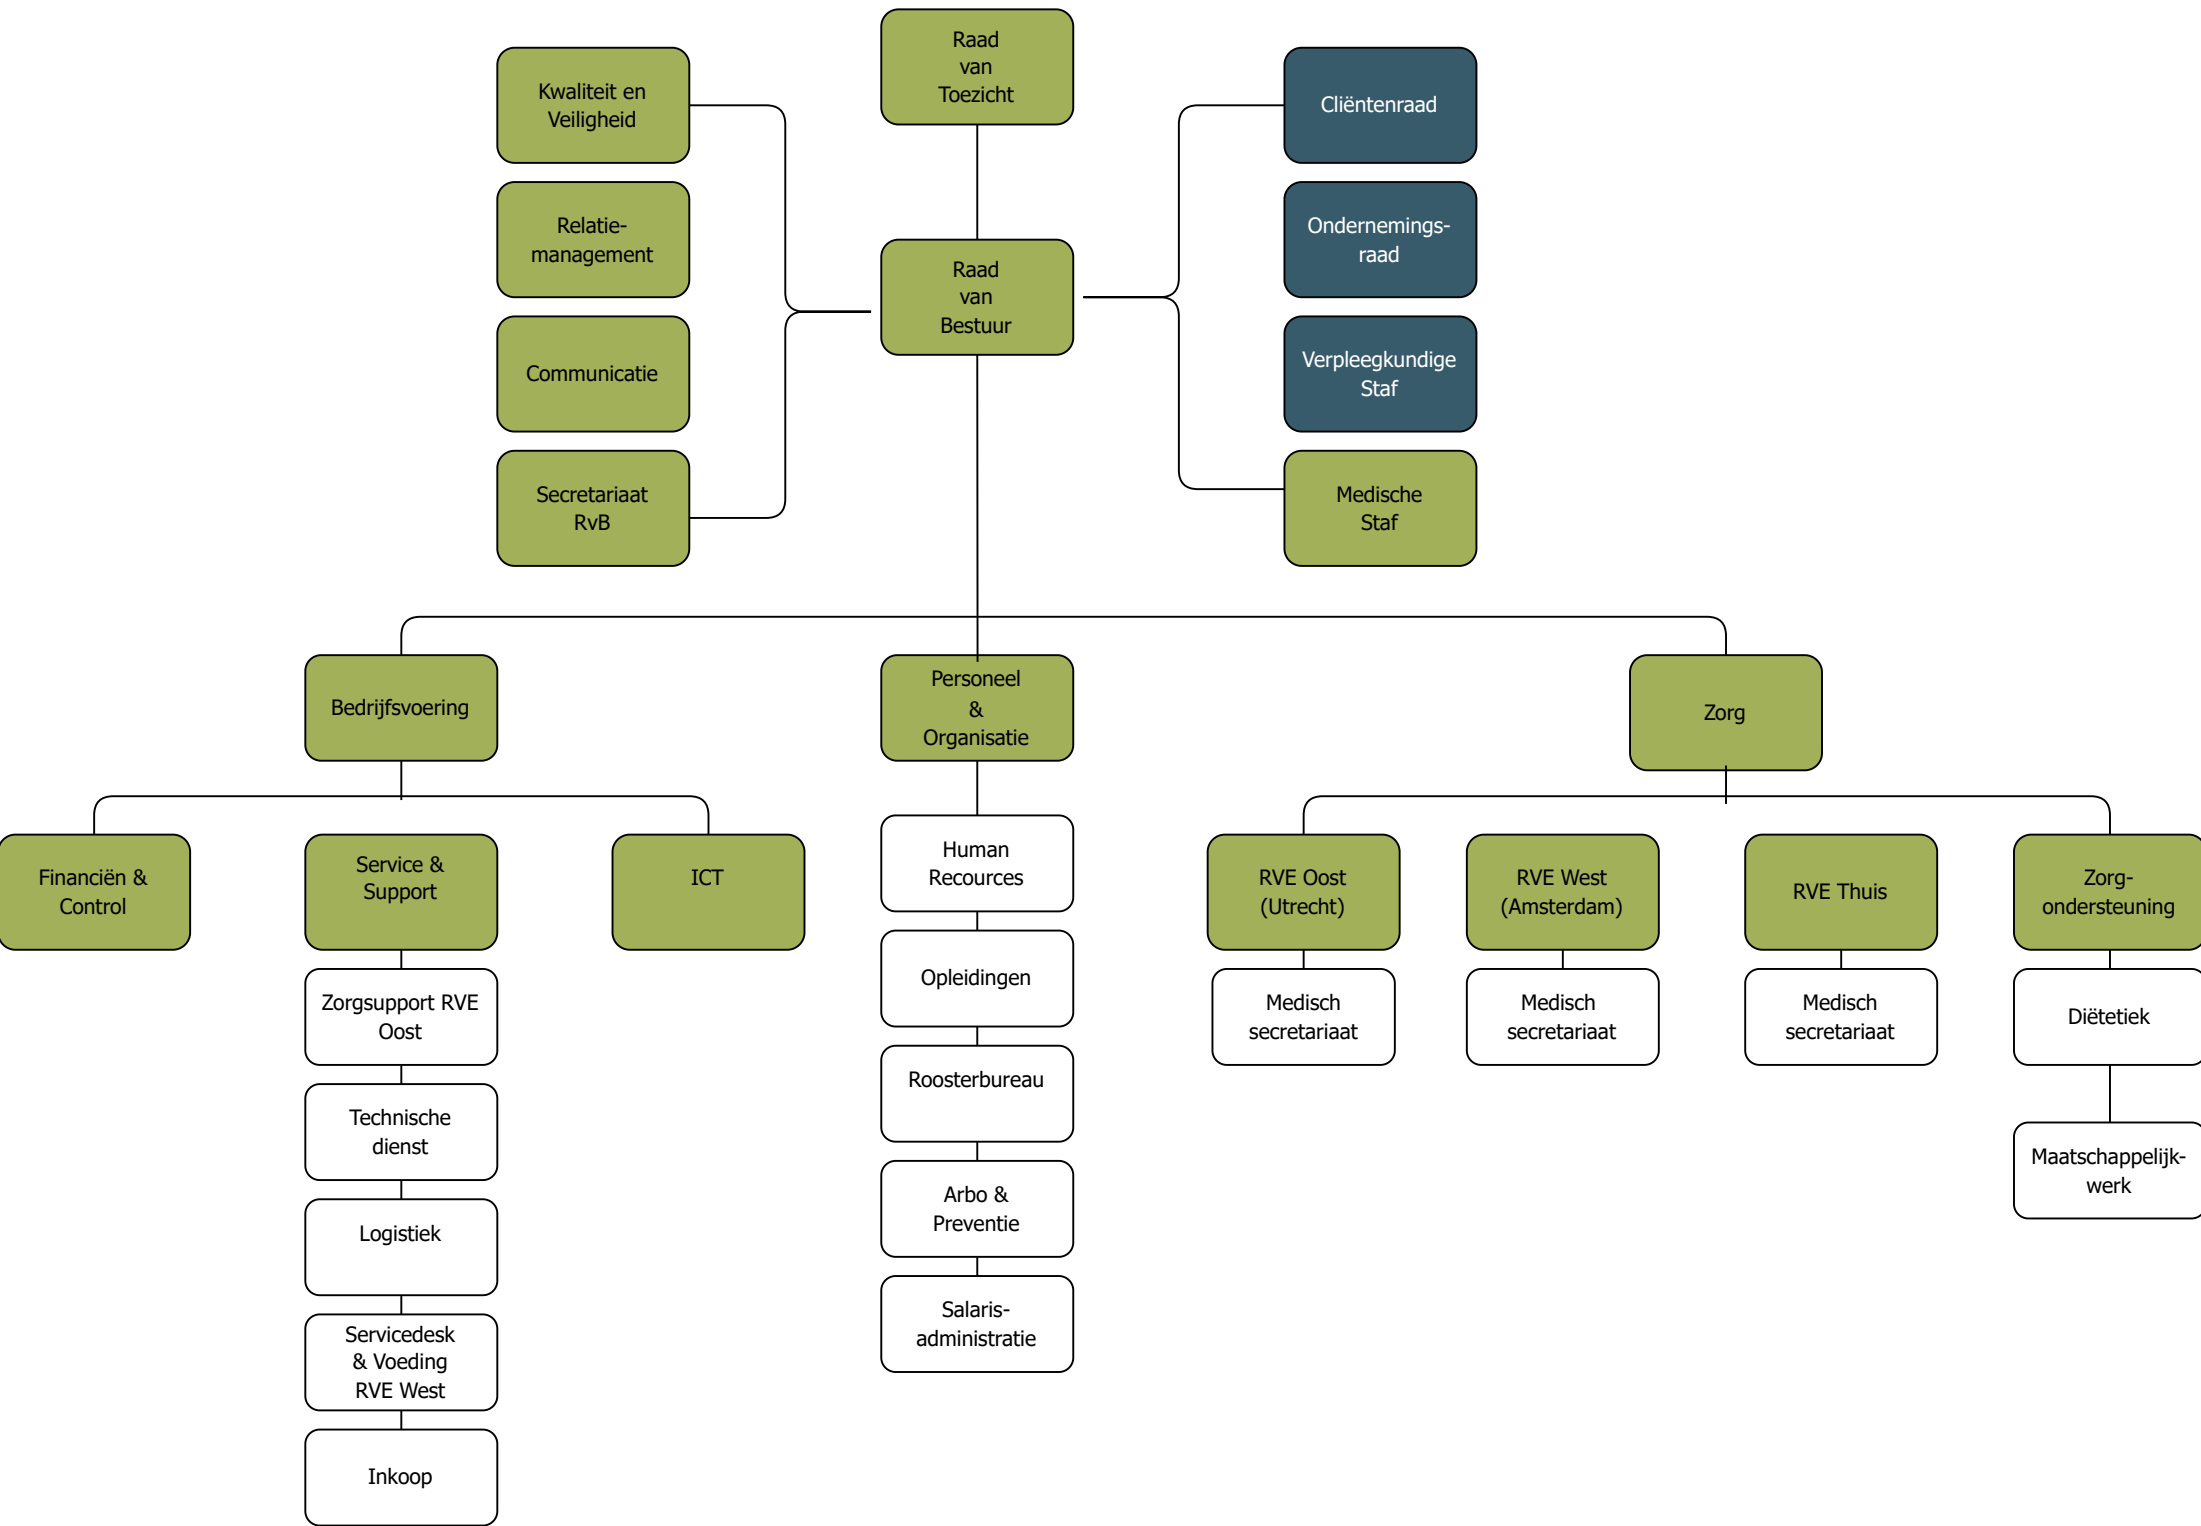 Raad
van
Toezicht
Kwaliteit en
Veiligheid
Cliëntenraad
Relatie-
management
Ondernemings-
raad
Raad
van
Bestuur
Communicatie
Verpleegkundige
Staf
Secretariaat
RvB
Medische
Staf
Bedrijfsvoering
Personeel
&
Organisatie
Zorg
Financiën &
Control
Service &
Support
ICT
Human
Recources
RVE Oost
(Utrecht)
RVE West
(Amsterdam)
RVE Thuis
Zorg-
ondersteuning
Zorgsupport RVE
Oost
Opleidingen
Medisch
secretariaat
Medisch
secretariaat
Medisch
secretariaat
Diëtetiek
Technische
dienst
Roosterbureau
Maatschappelijk-
werk
Logistiek
Arbo &
Preventie
Servicedesk
& Voeding
RVE West
Salaris-
administratie
Inkoop